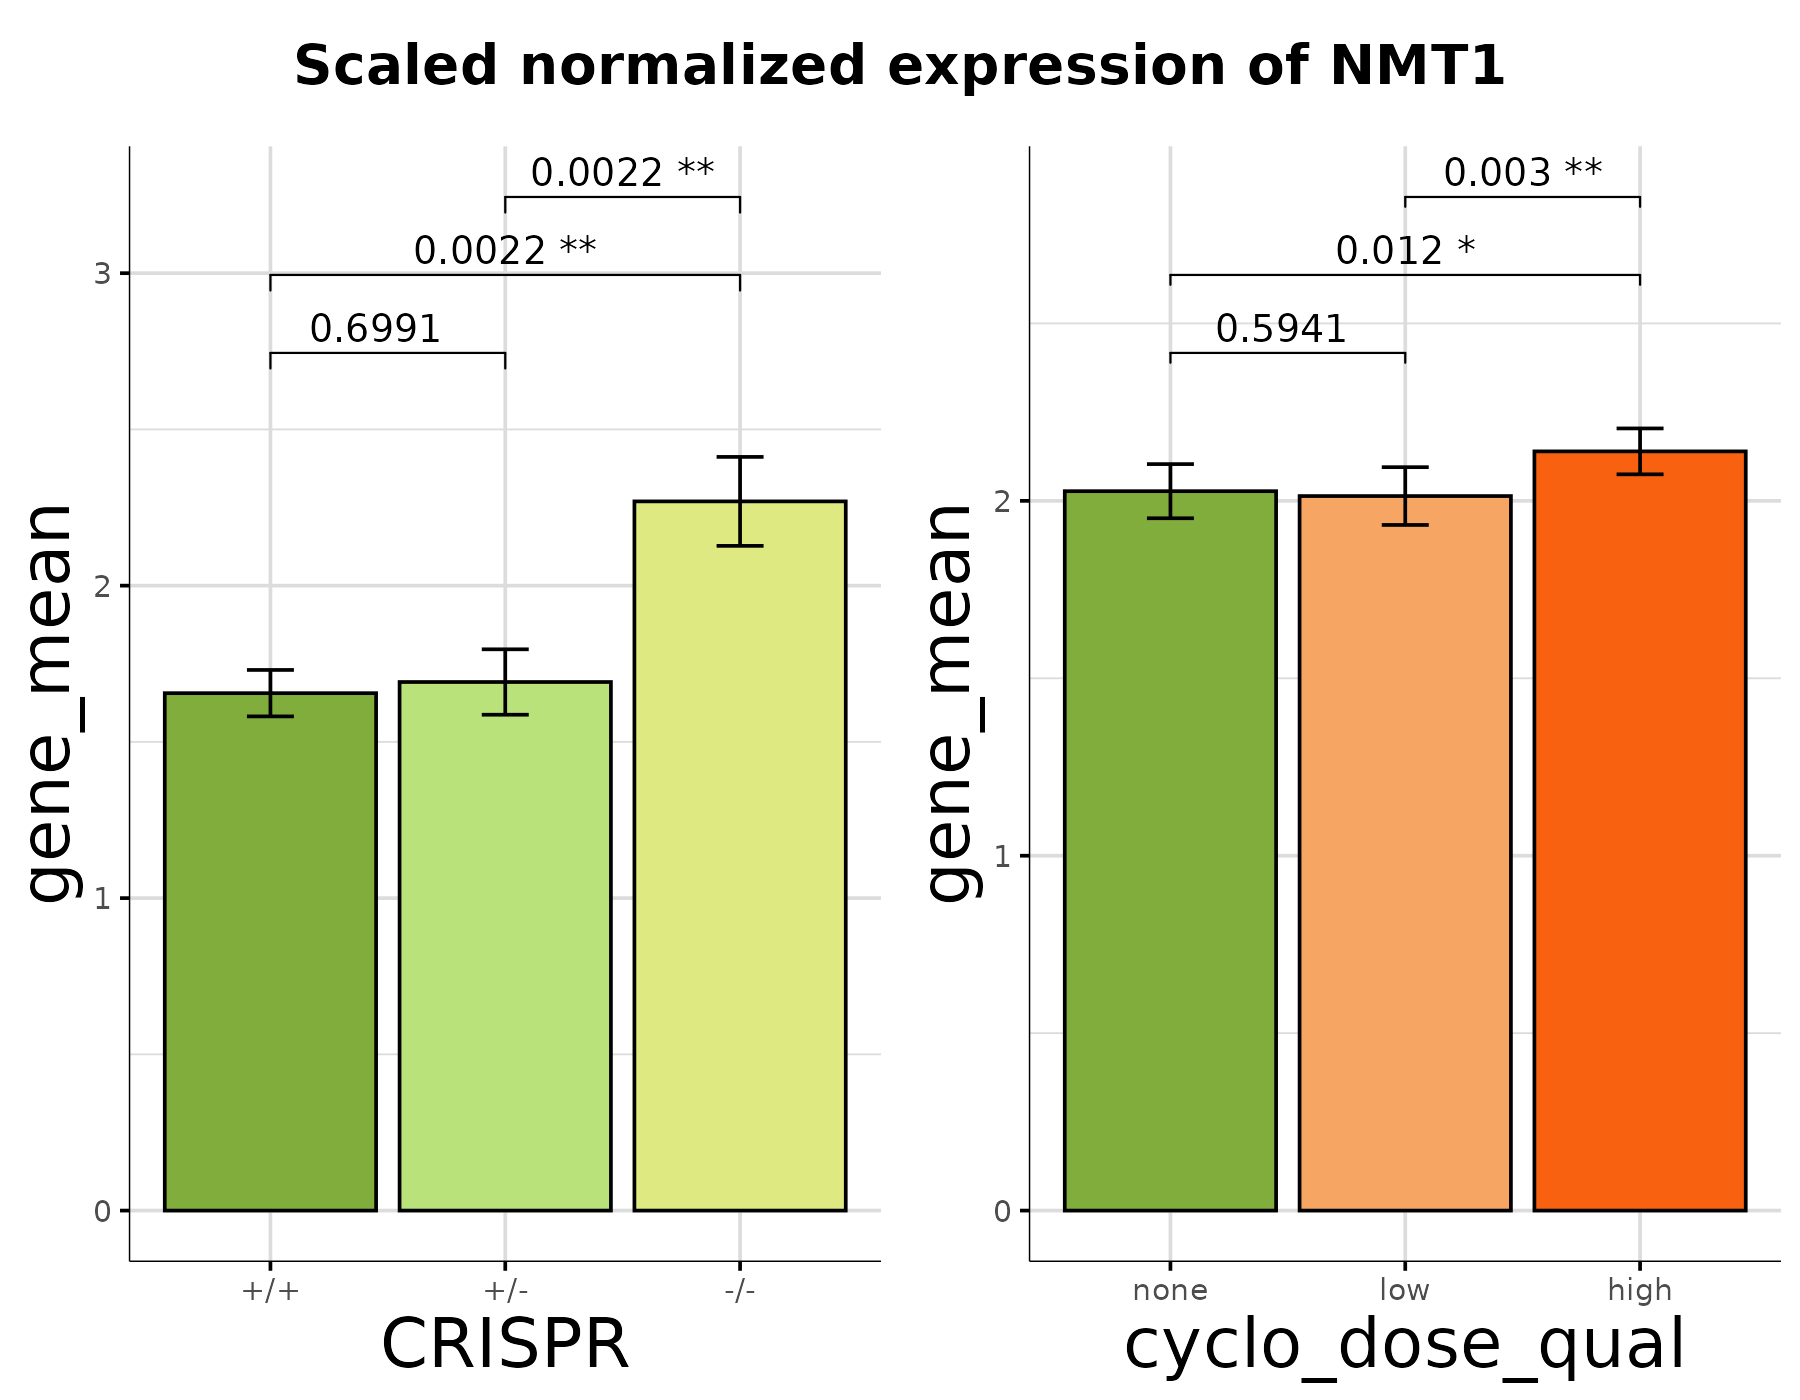 Scaled normalized expression of NMT1
0.0022 **
0.0022 **
0.6991
3
2
1
0
gene_mean
+/+ +/- -/-
CRISPR
0.003 **
0.012 *
0.5941
2
1
0
gene_mean
none low high
cyclo_dose_qual